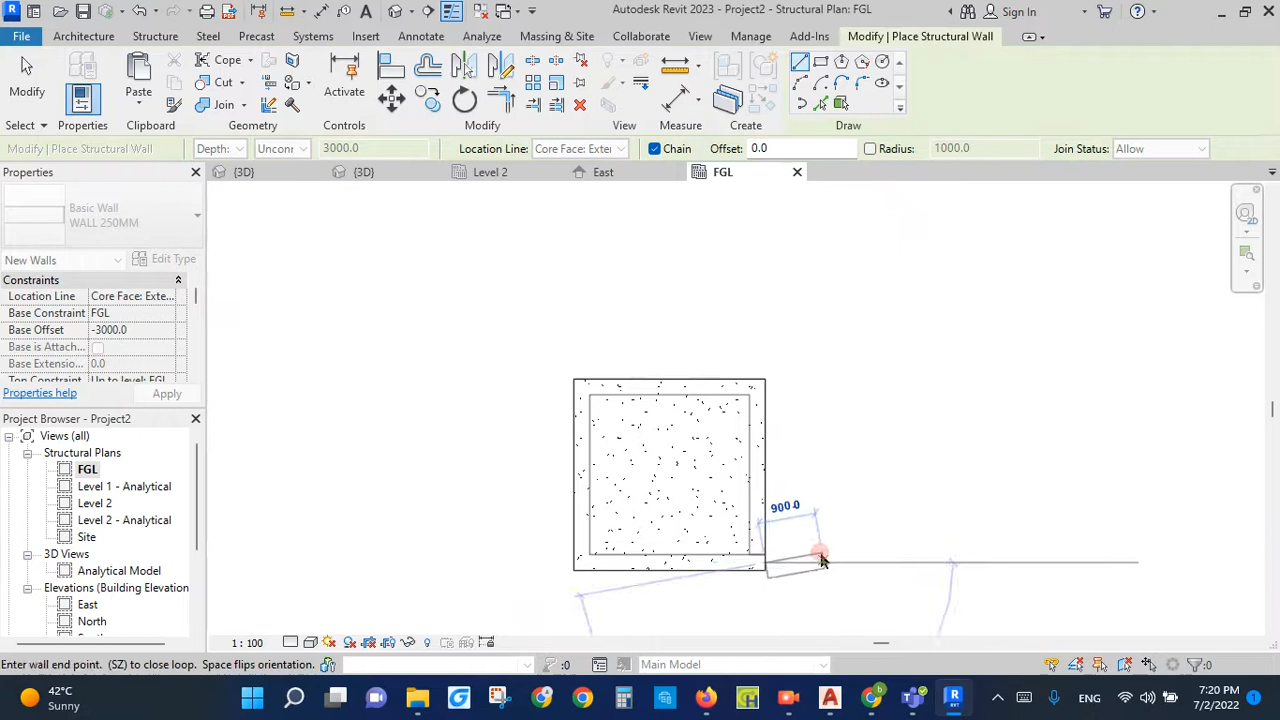 Autodesk Revit 2023 - Project2 - Structural Plan: FGL
Sign In
File Architecture Structure Steel Precast Systems Insert Annotate Analyze Massing & Site Collaborate View Manage Add-Ins Modify | Place Structural Wall
Modify
Paste
Cope
Cut
Join
Activate
Select Properties Clipboard Geometry Controls Modify View Measure Create Draw
Modify | Place Structural Wall Depth: Unconr 3000.0 Location Line: Core Face: Exter Chain Offset: 0.0 Radius: 1000.0 Join Status: Allow
Properties
{3D} {3D} Level 2 East FGL
Basic Wall
WALL 250MM
New Walls Edit Type
Constraints
Location Line Core Face: Exte...
Base Constraint FGL
Base Offset -3000.0
Base is Attach...
Base Extensio... 0.0
Top Constraint Up to level: FGL
Properties help Apply
Project Browser - Project2
Views (all)
Structural Plans
FGL
Level 1 - Analytical
Level 2
Level 2 - Analytical
Site
3D Views
Analytical Model
Elevations (Building Elevation
East
North
900.0
2D
1 : 100
Enter wall end point. (SZ) to close loop. Space flips orientation. :0 Main Model :0
42°C
Sunny
ENG
7:20 PM
7/2/2022